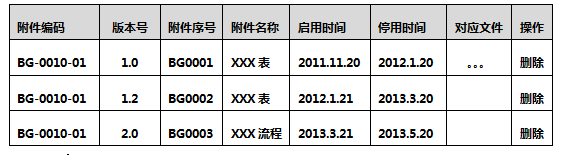 附件编码 版本号 附件序号 附件名称 启用时间 停用时间 对应文件 操作
BG-0010-01 1.0 BG0001 XXX 表 2011.11.20 2012.1.20 。。。 删除
BG-0010-01 1.2 BG0002 XXX 表 2012.1.21 2013.3.20 删除
BG-0010-01 2.0 BG0003 XXX 流程 2013.3.21 2013.5.20 删除